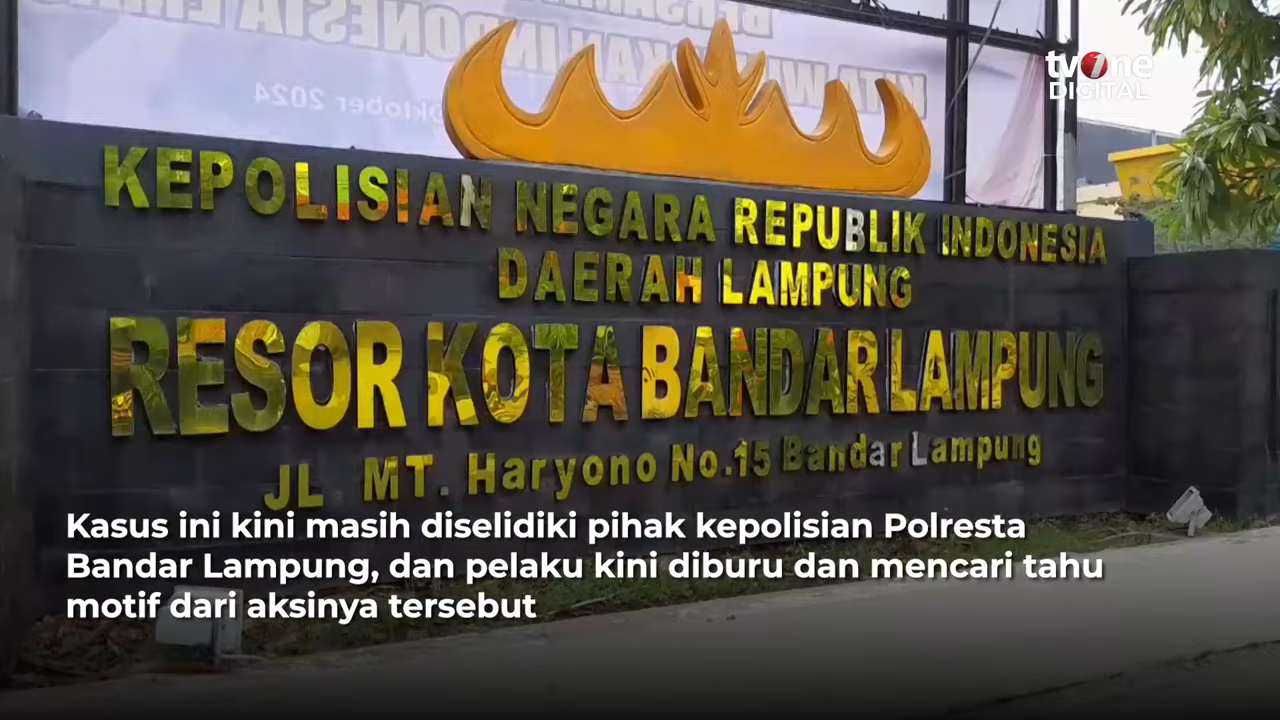 tvOne
DIGITAL
Oktober 2024
KEPOLISIAN NEGARA REPUBLIK INDONESIA
DAERAH LAMPUNG
RESOR KOTA BANDAR LAMPUNG
JL. MT. Haryono No.15 Bandar Lampung
Kasus ini kini masih diselidiki pihak kepolisian Polresta
Bandar Lampung, dan pelaku kini diburu dan mencari tahu
motif dari aksinya tersebut